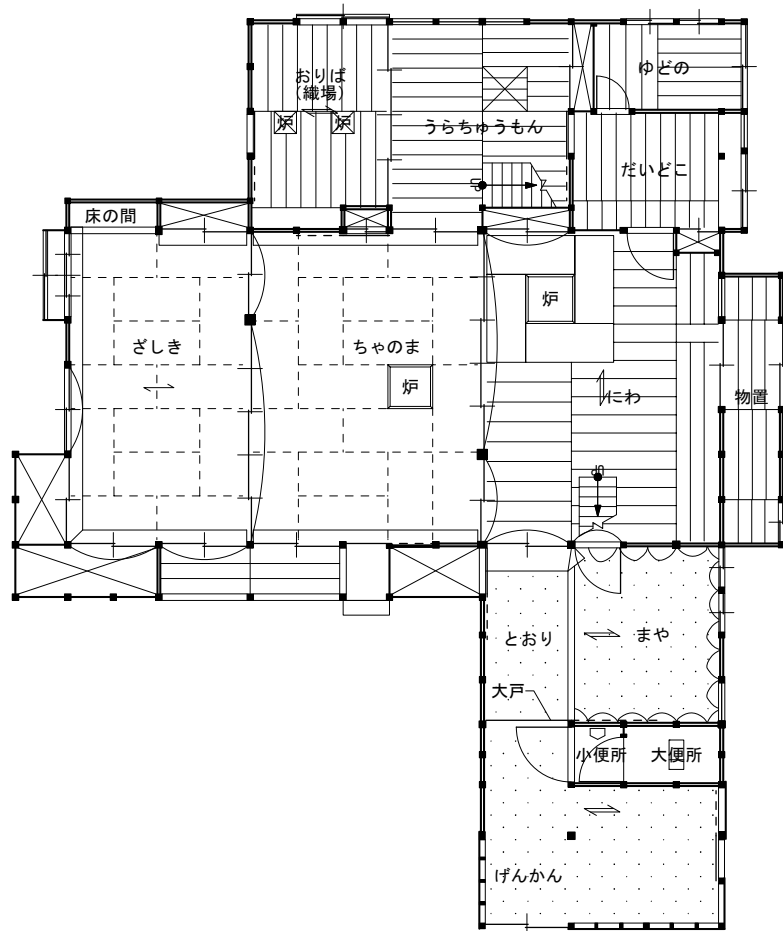 おりば
(織場)
ゆどの
炉
炉
うらちゅうもん
だいどこ
UP
床の間
炉
ざしき
ちゃのま
炉
にわ
物置
UP
とおり
まや
大戸
小便所
大便所
げんかん